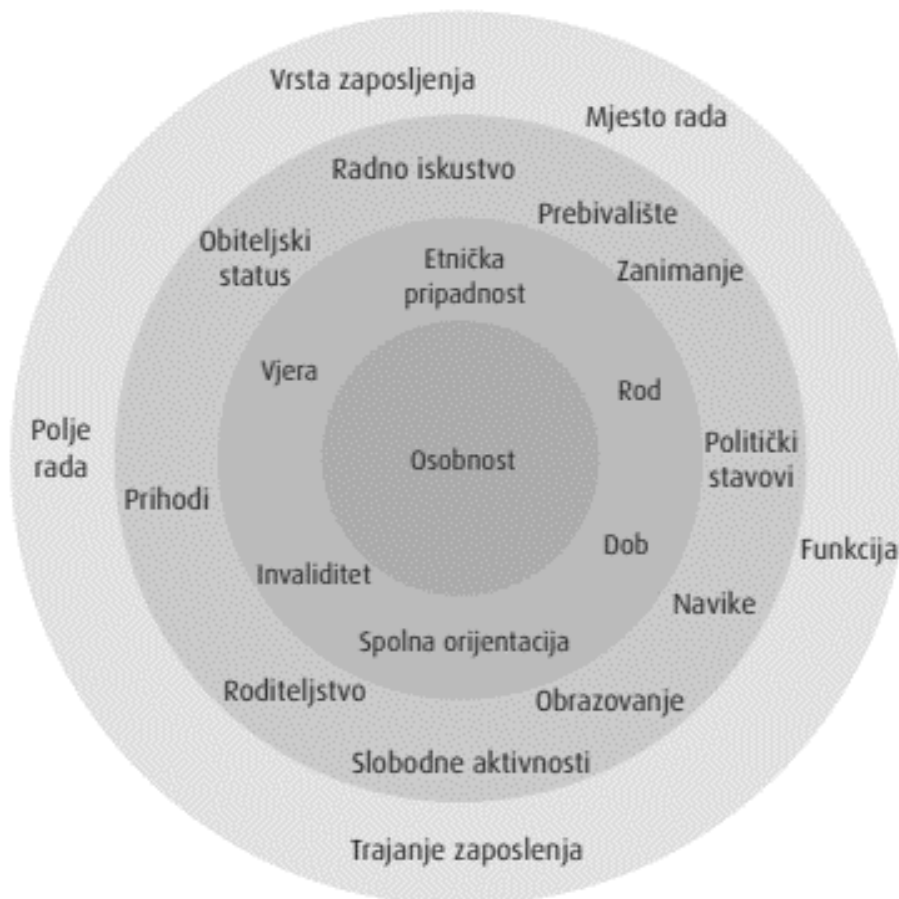 Vrsta zaposljenja
Mjesto rada
Radno iskustvo
Prebivalište
Obiteljski
status
Etnička
pripadnost
Zanimanje
Vjera
Rod
Polje
rada
Osobnost
Politički
stavovi
Prihodi
Dob
Funkcija
Invaliditet
Navike
Spolna orijentacija
Roditeljstvo
Obrazovanje
Slobodne aktivnosti
Trajanje zaposlenja